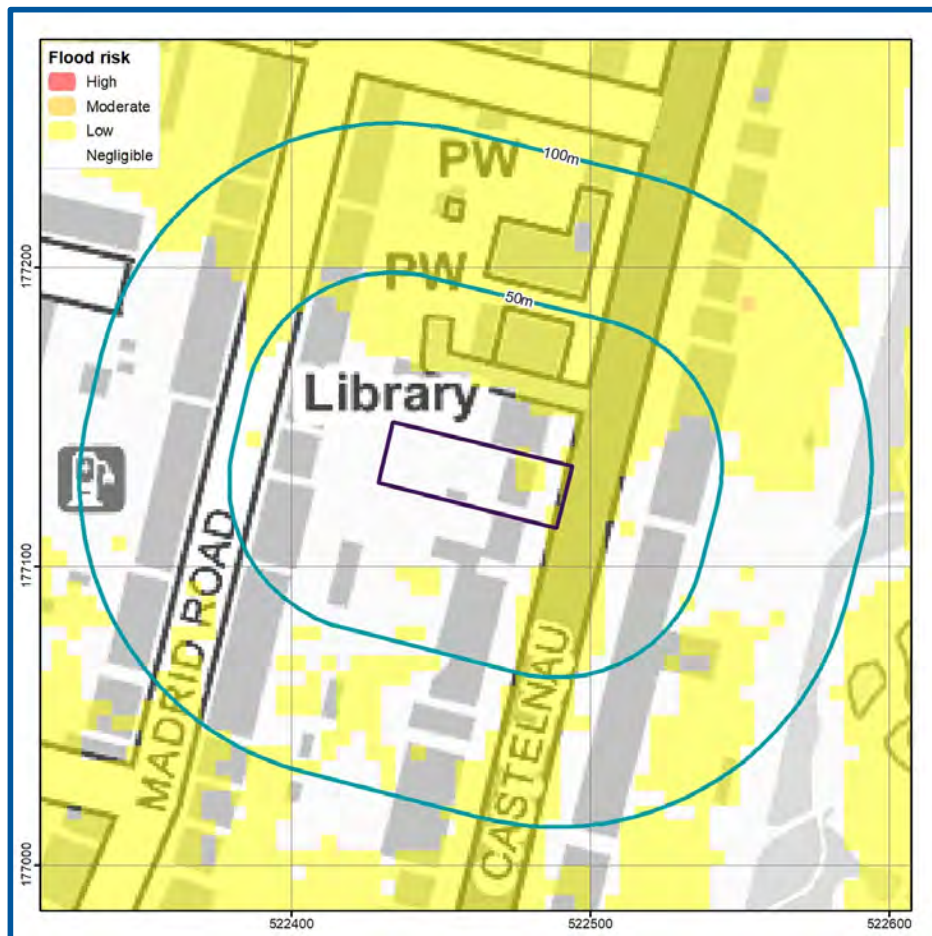 Flood risk
High
Moderate
Low
Negligible
100m
PW
PW
50m
Library
MADRID ROAD
CASTELNAU
177200
177100
177000
522400
522500
522600